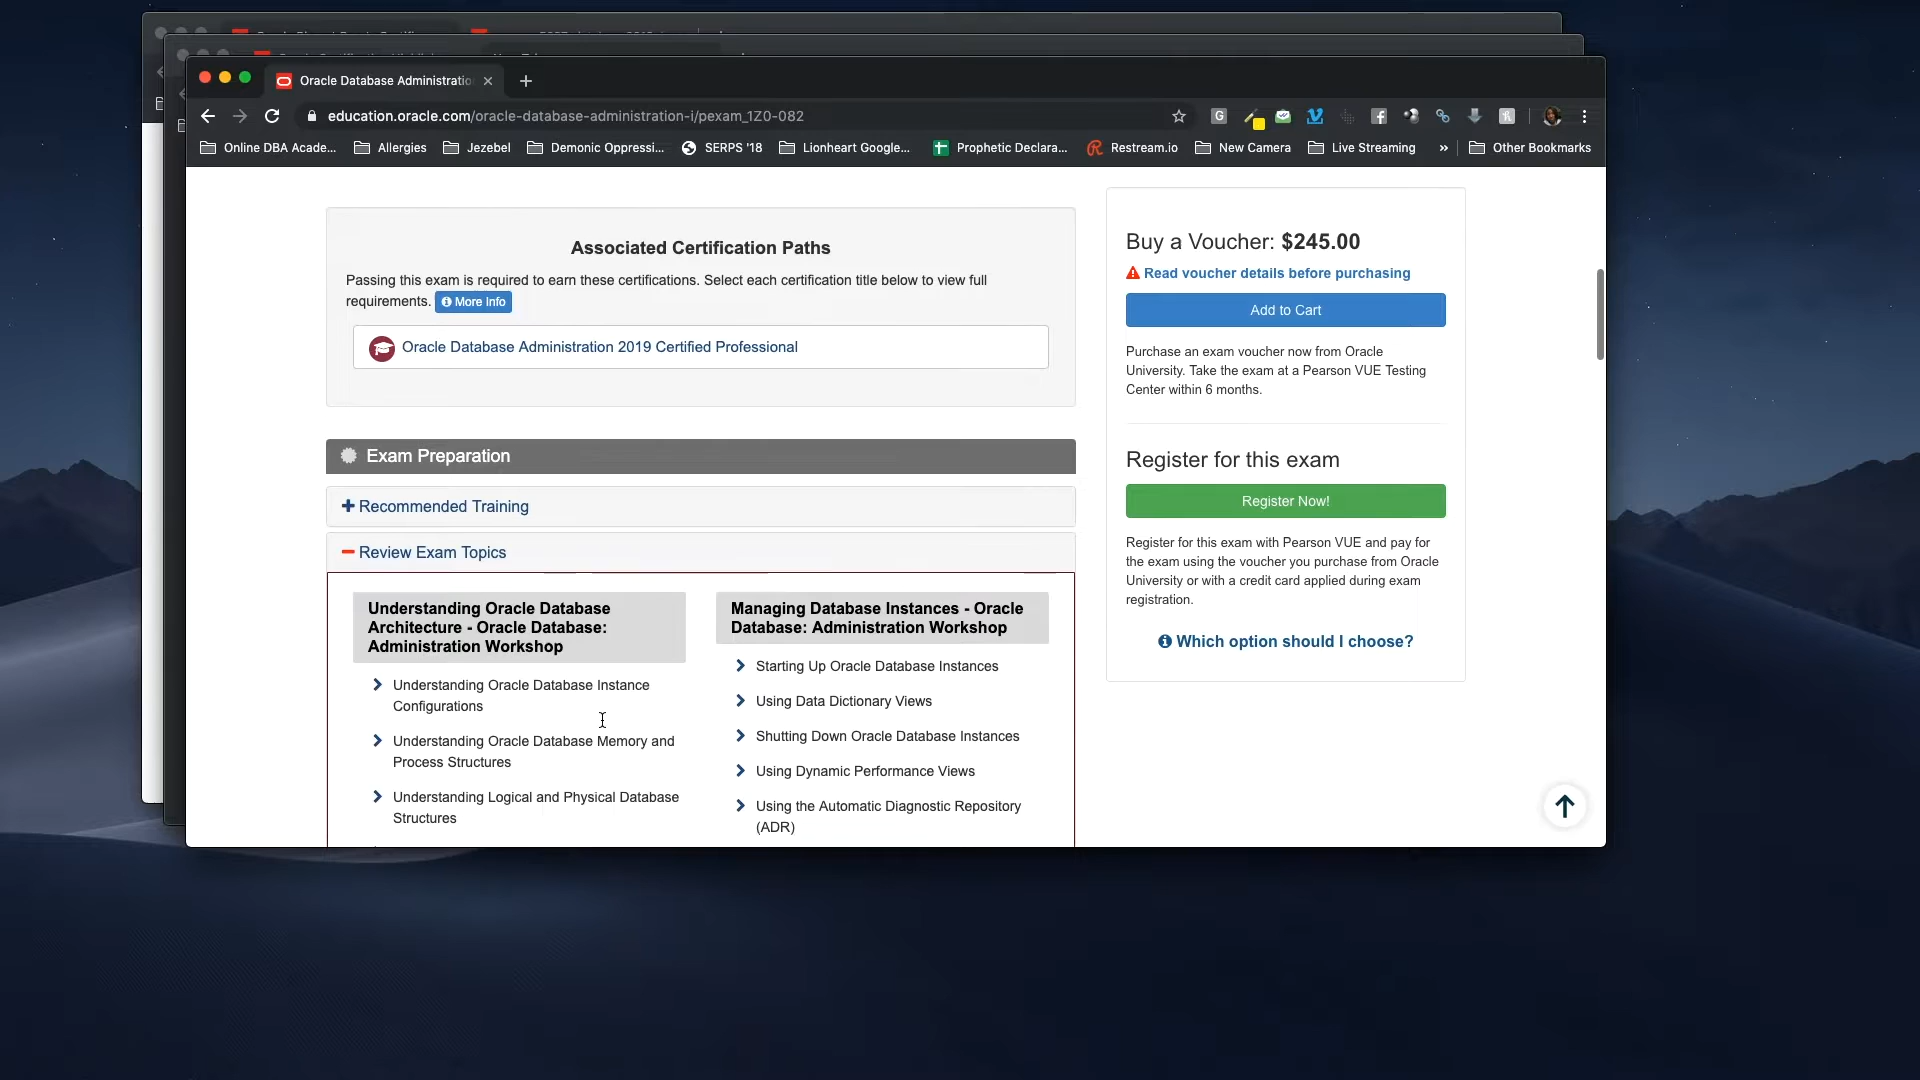 Oracle Database Administratio
education.oracle.com/oracle-database-administration-i/pexam_1Z0-082
Online DBA Acade... Allergies Jezebel Demonic Oppressi... SERPS '18 Lionheart Google... Prophetic Declara... Restream.io New Camera Live Streaming » Other Bookmarks
Associated Certification Paths
Passing this exam is required to earn these certifications. Select each certification title below to view full
requirements. More Info
Oracle Database Administration 2019 Certified Professional
Exam Preparation
Recommended Training
Review Exam Topics
Understanding Oracle Database
Architecture - Oracle Database:
Administration Workshop
Understanding Oracle Database Instance
Configurations
Understanding Oracle Database Memory and
Process Structures
Understanding Logical and Physical Database
Structures
Managing Database Instances - Oracle
Database: Administration Workshop
Starting Up Oracle Database Instances
Using Data Dictionary Views
Shutting Down Oracle Database Instances
Using Dynamic Performance Views
Using the Automatic Diagnostic Repository
(ADR)
Buy a Voucher: $245.00
Read voucher details before purchasing
Add to Cart
Purchase an exam voucher now from Oracle
University. Take the exam at a Pearson VUE Testing
Center within 6 months.
Register for this exam
Register Now!
Register for this exam with Pearson VUE and pay for
the exam using the voucher you purchase from Oracle
University or with a credit card applied during exam
registration.
Which option should I choose?